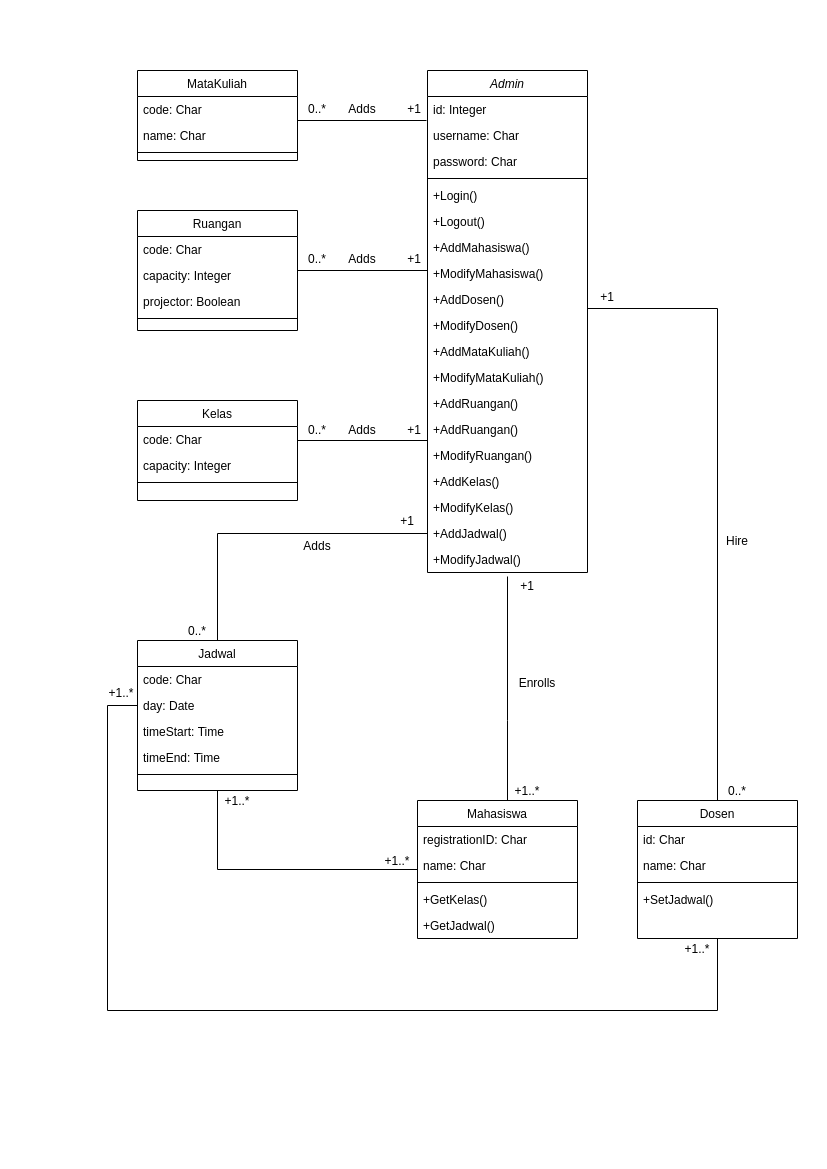 MataKuliah
code: Char
name: Char
0..* Adds +1
Admin
id: Integer
username: Char
password: Char
+Login()
+Logout()
+AddMahasiswa()
+ModifyMahasiswa()
+AddDosen()
+ModifyDosen()
+AddMataKuliah()
+ModifyMataKuliah()
+AddRuangan()
+AddRuangan()
+ModifyRuangan()
+AddKelas()
+ModifyKelas()
+AddJadwal()
+ModifyJadwal()
Ruangan
code: Char
capacity: Integer
projector: Boolean
0..* Adds +1
+1
Kelas
code: Char
capacity: Integer
0..* Adds +1
+1
Adds
Hire
+1
0..*
Jadwal
code: Char
day: Date
timeStart: Time
timeEnd: Time
+1..*
Enrolls
+1..*
+1..*
0..*
Mahasiswa
registrationID: Char
name: Char
+GetKelas()
+GetJadwal()
+1..*
Dosen
id: Char
name: Char
+SetJadwal()
+1..*